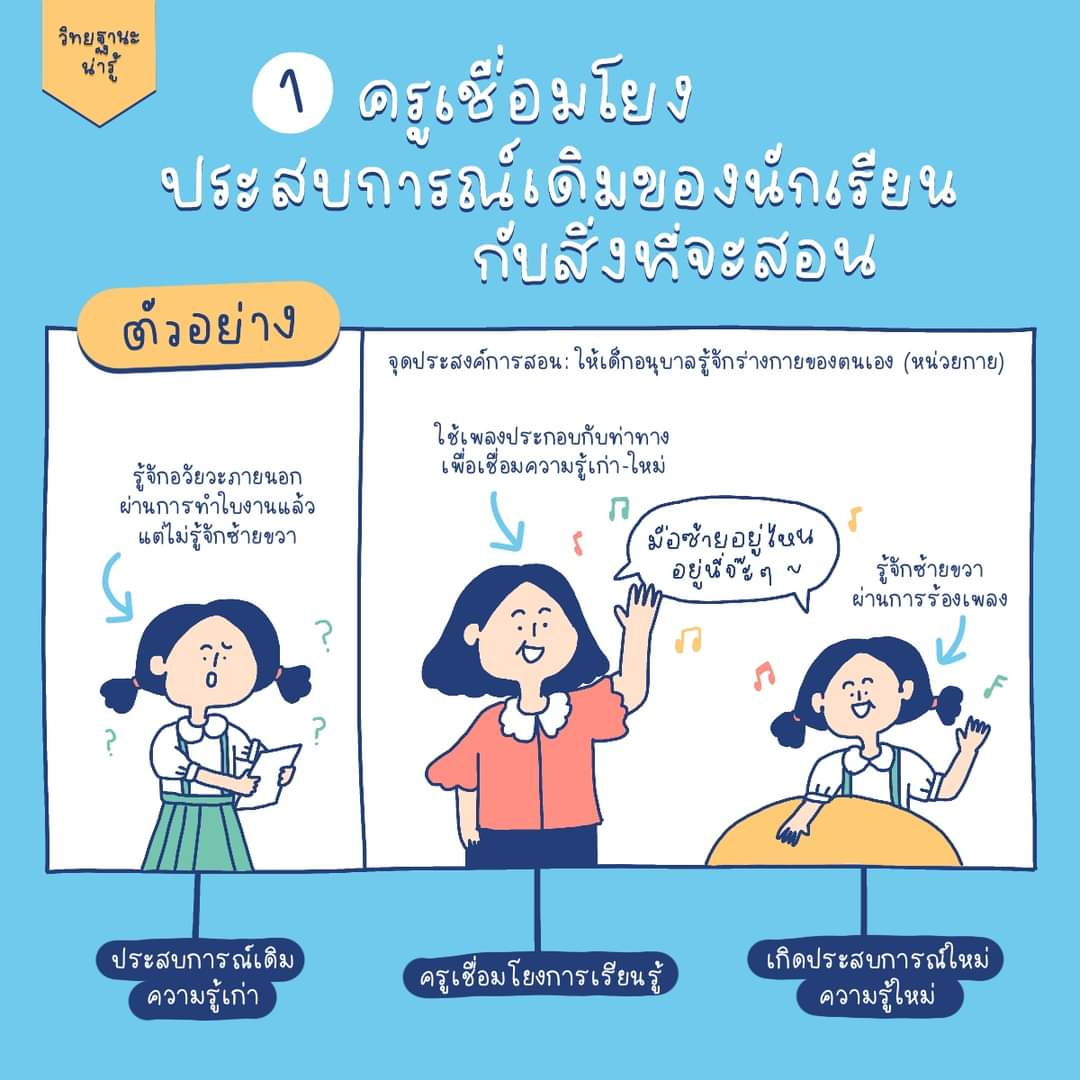 วิทยฐานะ
น่ารู้
1 ครูเชื่อมโยง
ประสบการณ์เดิมของนักเรียน
กับสิ่งที่จะสอน
ตัวอย่าง
จุดประสงค์การสอน: ให้เด็กอนุบาลรู้จักร่างกายของตนเอง (หน่วยกาย)
รู้จักอวัยวะภายนอก
ผ่านการทำใบงานแล้ว
แต่ไม่รู้จักซ้ายขวา
ใช้เพลงประกอบกับท่าทาง
เพื่อเชื่อมความรู้เก่า-ใหม่
มือซ้ายอยู่ไหน
อยู่นี่จ๊ะๆ ~
รู้จักซ้ายขวา
ผ่านการร้องเพลง
? 
?
?
ประสบการณ์เดิม
ความรู้เก่า
ครูเชื่อมโยงการเรียนรู้
เกิดประสบการณ์ใหม่
ความรู้ใหม่